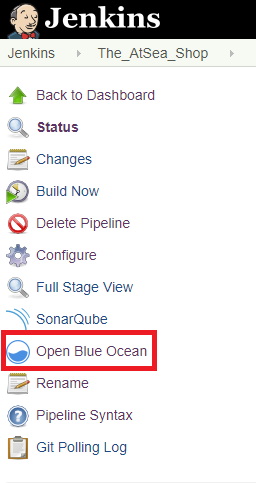 Jenkins
Jenkins The_AtSea_Shop
Back to Dashboard
Status
Changes
Build Now
Delete Pipeline
Configure
Full Stage View
SonarQube
Open Blue Ocean
Rename
Pipeline Syntax
Git Polling Log